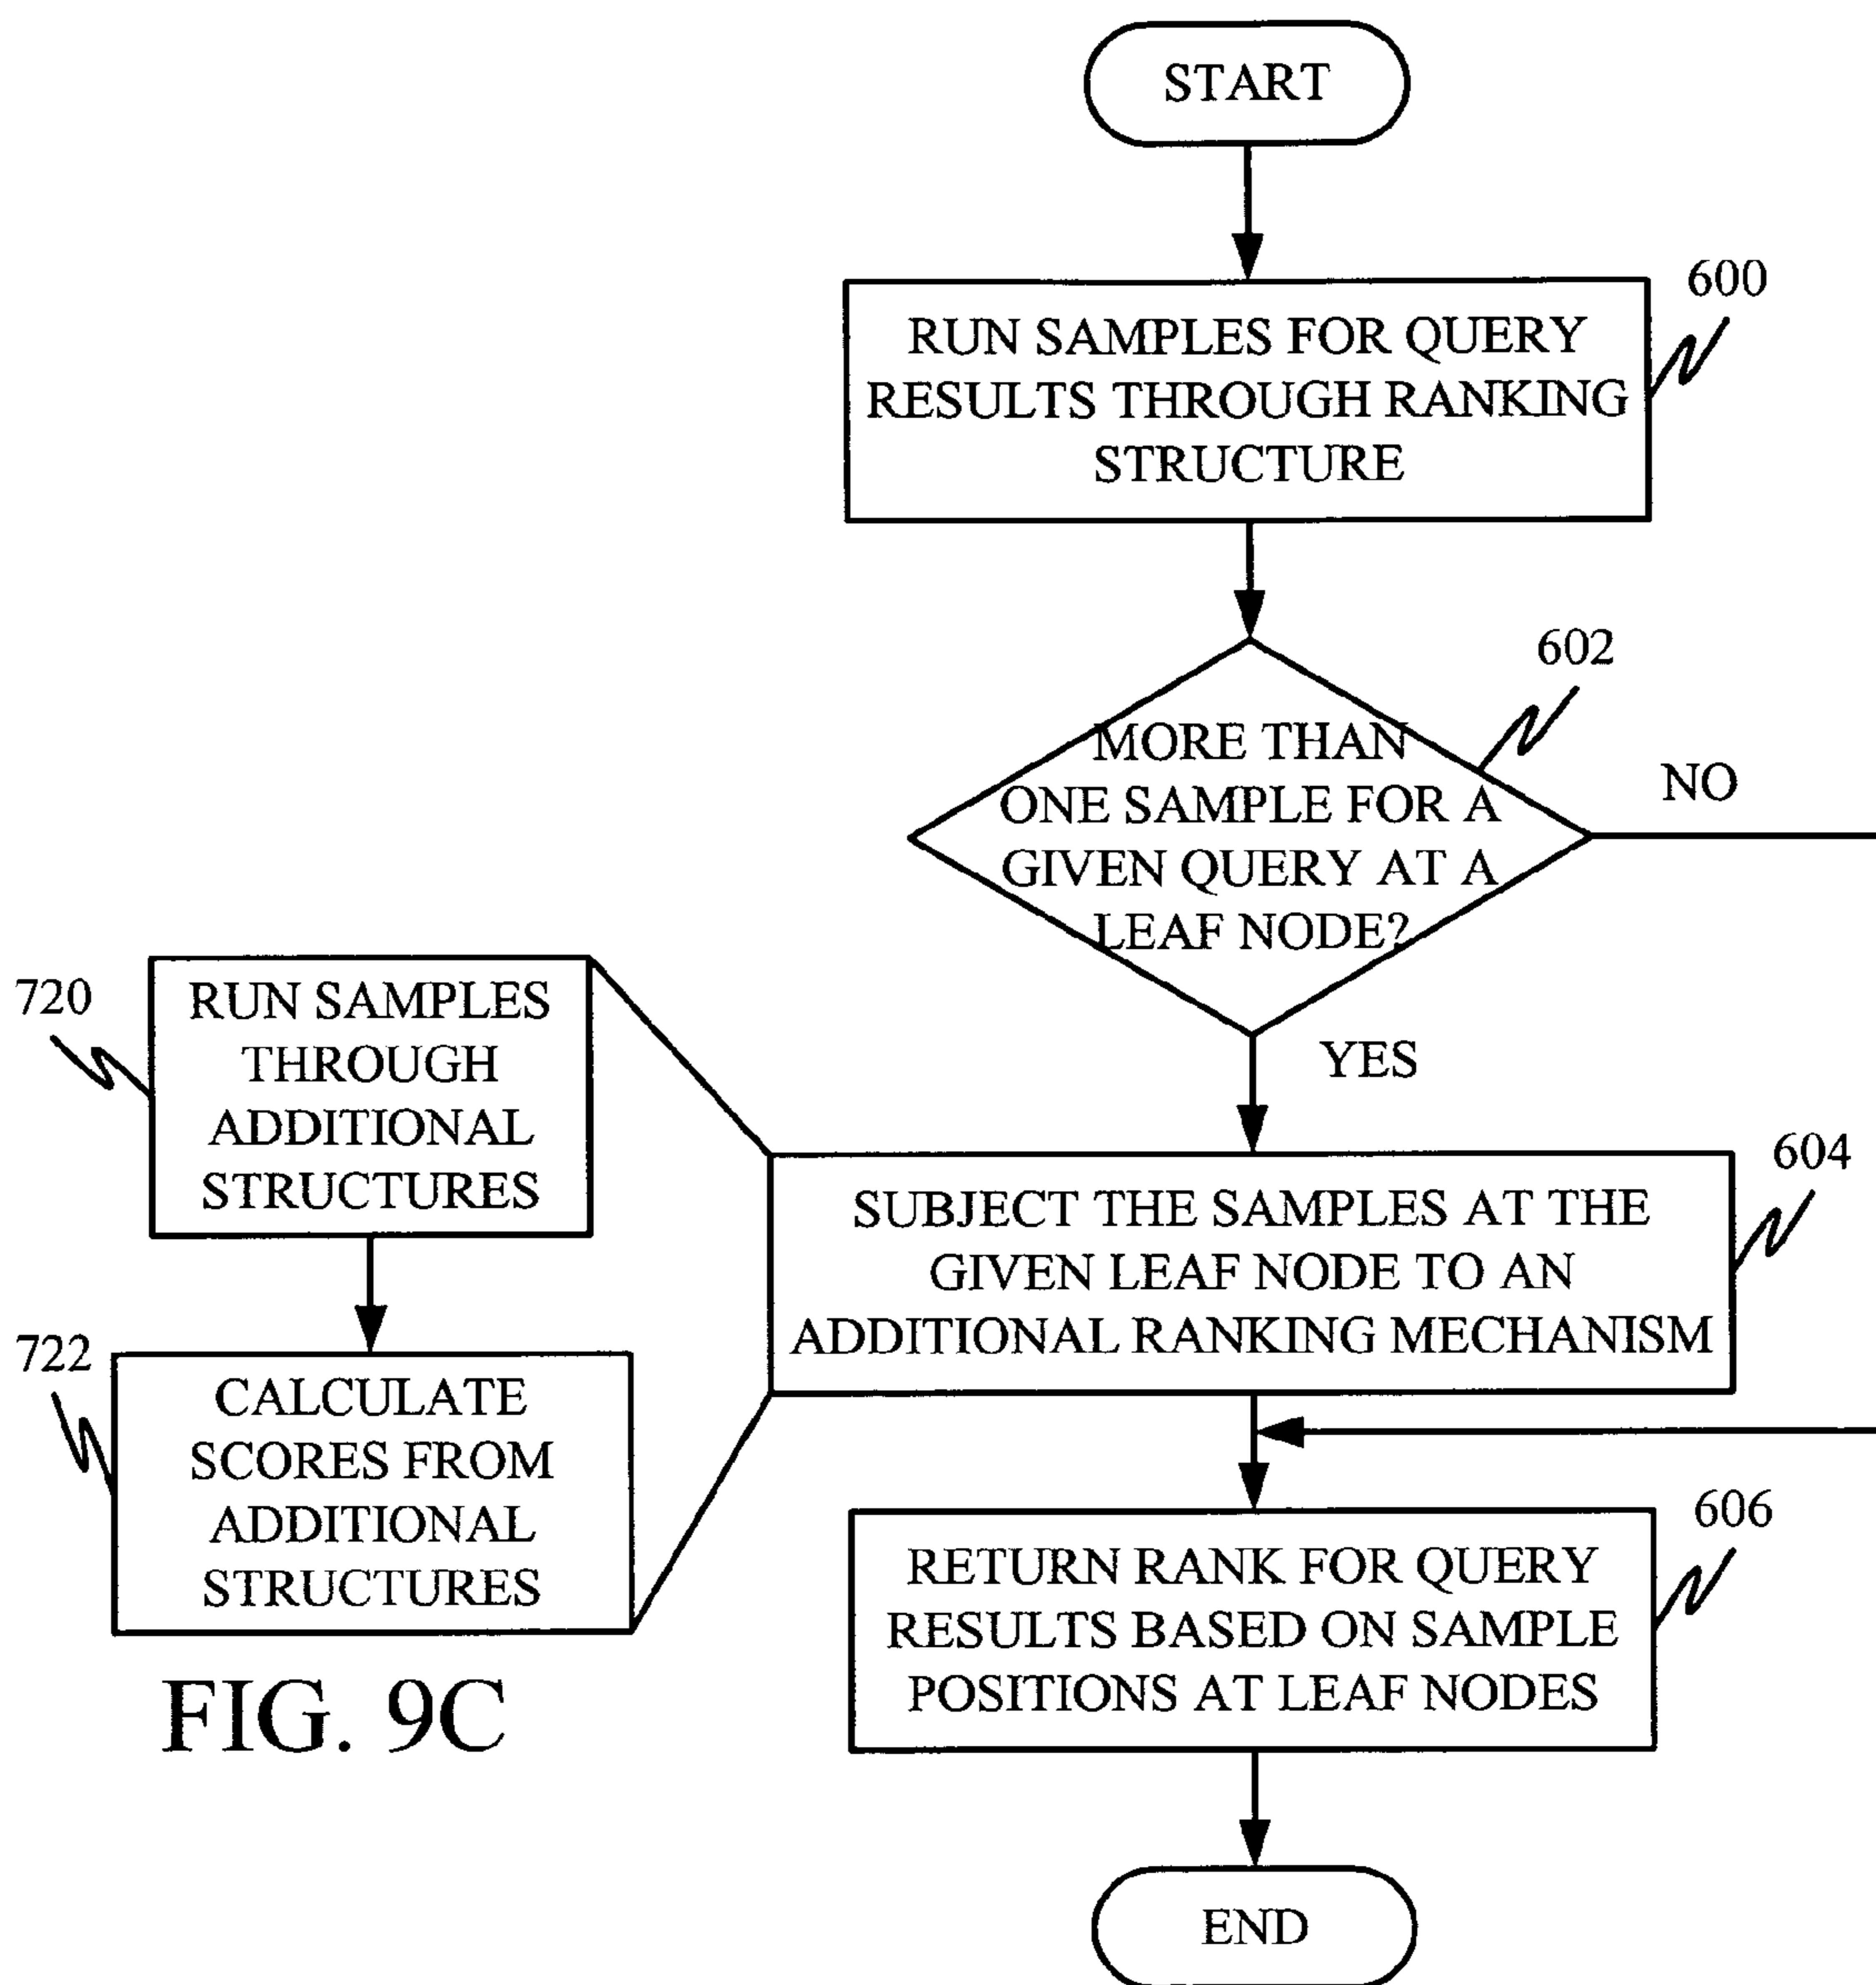 START
600
RUN SAMPLES FOR QUERY
RESULTS THROUGH RANKING
STRUCTURE
602
MORE THAN
ONE SAMPLE FOR A
GIVEN QUERY AT A
LEAF NODE?
NO
YES
720
RUN SAMPLES
THROUGH
ADDITIONAL
STRUCTURES
604
SUBJECT THE SAMPLES AT THE
GIVEN LEAF NODE TO AN
ADDITIONAL RANKING MECHANISM
722
CALCULATE
SCORES FROM
ADDITIONAL
STRUCTURES
606
RETURN RANK FOR QUERY
RESULTS BASED ON SAMPLE
POSITIONS AT LEAF NODES
FIG. 9C
END